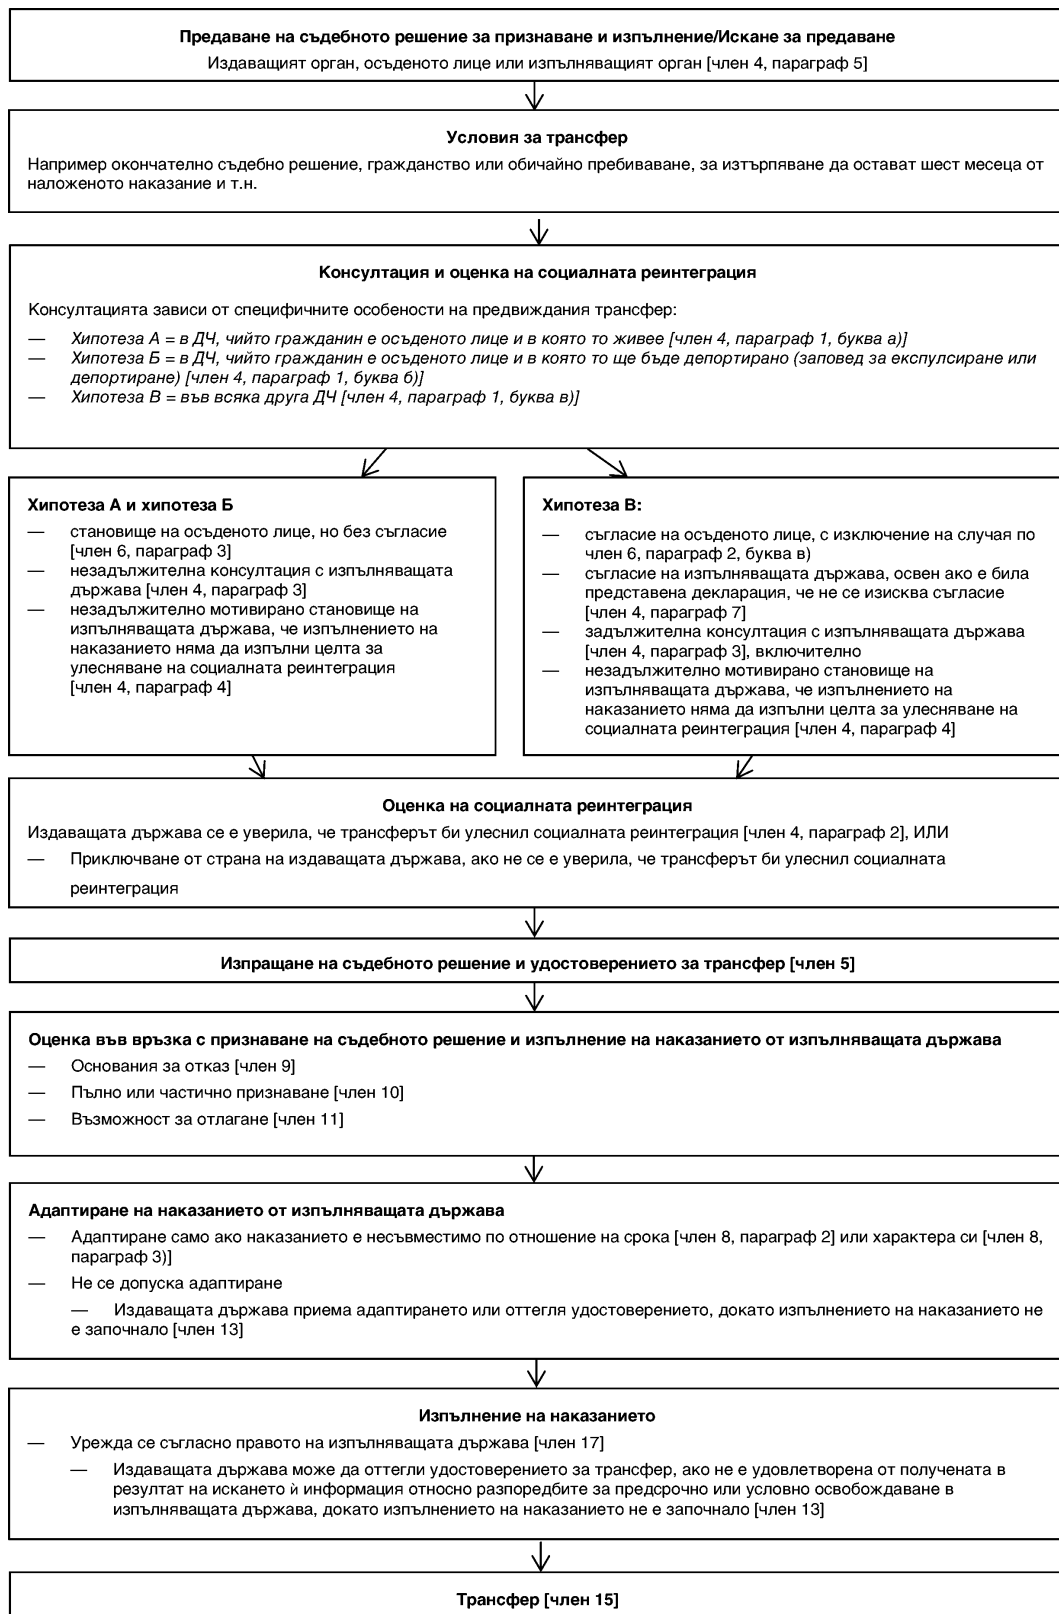 Предаване на съдебното решение за признаване и изпълнение/Искане за предаване
Издаващият орган, осъденото лице или изпълняващият орган [член 4, параграф 5]
Условия за трансфер
Например окончателно съдебно решение, гражданство или обичайно пребиваване, за изтърпяване да остават шест месеца от
наложеното наказание и т.н.
Консултация и оценка на социалната реинтеграция
Консултацията зависи от специфичните особености на предвиждания трансфер:
— Хипотеза А = в ДЧ, чийто гражданин е осъденото лице и в която то живее [член 4, параграф 1, буква а)]
— Хипотеза Б = в ДЧ, чийто гражданин е осъденото лице и в която то ще бъде депортирано (заповед за експулсиране или
депортиране) [член 4, параграф 1, буква б)]
— Хипотеза В = във всяка друга ДЧ [член 4, параграф 1, буква в)]
Хипотеза А и хипотеза Б
— становище на осъденото лице, но без съгласие
[член 6, параграф 3]
— незадължителна консултация с изпълняващата
държава [член 4, параграф 3]
— незадължително мотивирано становище на
изпълняващата държава, че изпълнението на
наказанието няма да изпълни целта за
улесняване на социалната реинтеграция
[член 4, параграф 4]
Хипотеза В:
— съгласие на осъденото лице, с изключение на случая по
член 6, параграф 2, буква в)
— съгласие на изпълняващата държава, освен ако е била
представена декларация, че не се изисква съгласие
[член 4, параграф 7]
— задължителна консултация с изпълняващата държава
[член 4, параграф 3], включително
— незадължително мотивирано становище на
изпълняващата държава, че изпълнението на
наказанието няма да изпълни целта за улесняване на
социалната реинтеграция [член 4, параграф 4]
Оценка на социалната реинтеграция
Издаващата държава се е уверила, че трансферът би улеснил социалната реинтеграция [член 4, параграф 2], ИЛИ
— Приключване от страна на издаващата държава, ако не се е уверила, че трансферът би улеснил социалната
реинтеграция
Изпращане на съдебното решение и удостоверението за трансфер [член 5]
Оценка във връзка с признаване на съдебното решение и изпълнение на наказанието от изпълняващата държава
— Основания за отказ [член 9]
— Пълно или частично признаване [член 10]
— Възможност за отлагане [член 11]
Адаптиране на наказанието от изпълняващата държава
— Адаптиране само ако наказанието е несъвместимо по отношение на срока [член 8, параграф 2] или характера си [член 8,
параграф 3)]
— Не се допуска адаптиране
— Издаващата държава приема адаптирането или оттегля удостоверението, докато изпълнението на наказанието не
е започнало [член 13]
Изпълнение на наказанието
— Урежда се съгласно правото на изпълняващата държава [член 17]
— Издаващата държава може да оттегли удостоверението за трансфер, ако не е удовлетворена от получената в
резултат на искането ѝ информация относно разпоредбите за предсрочно или условно освобождаване в
изпълняващата държава, докато изпълнението на наказанието не е започнало [член 13]
Трансфер [член 15]